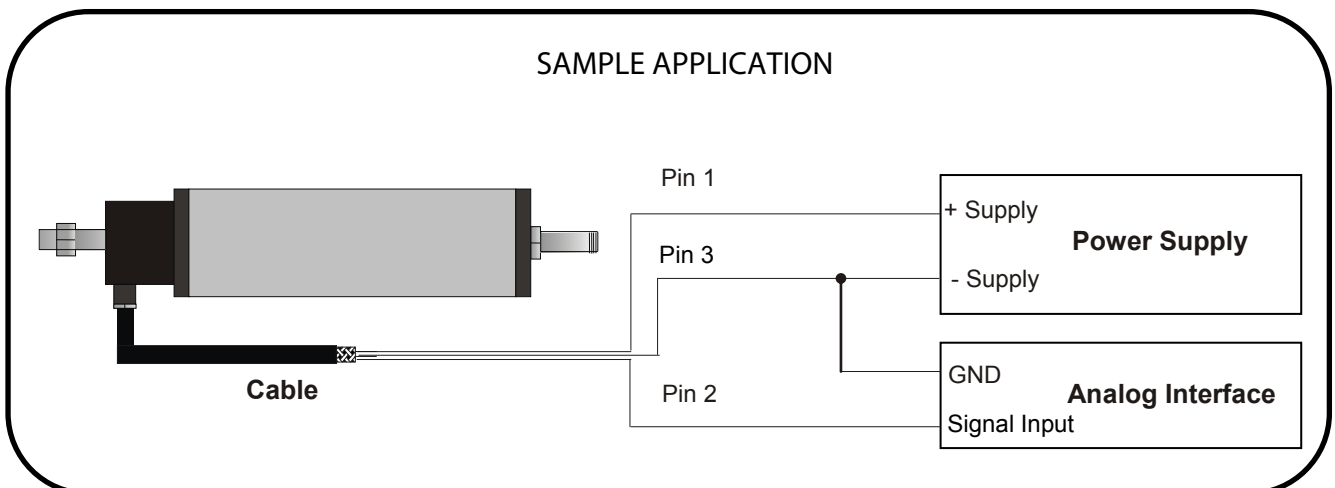 SAMPLE APPLICATION
Pin 1
+ Supply
Power Supply
Pin 3
- Supply
Cable
Pin 2
GND
Analog Interface
Signal Input